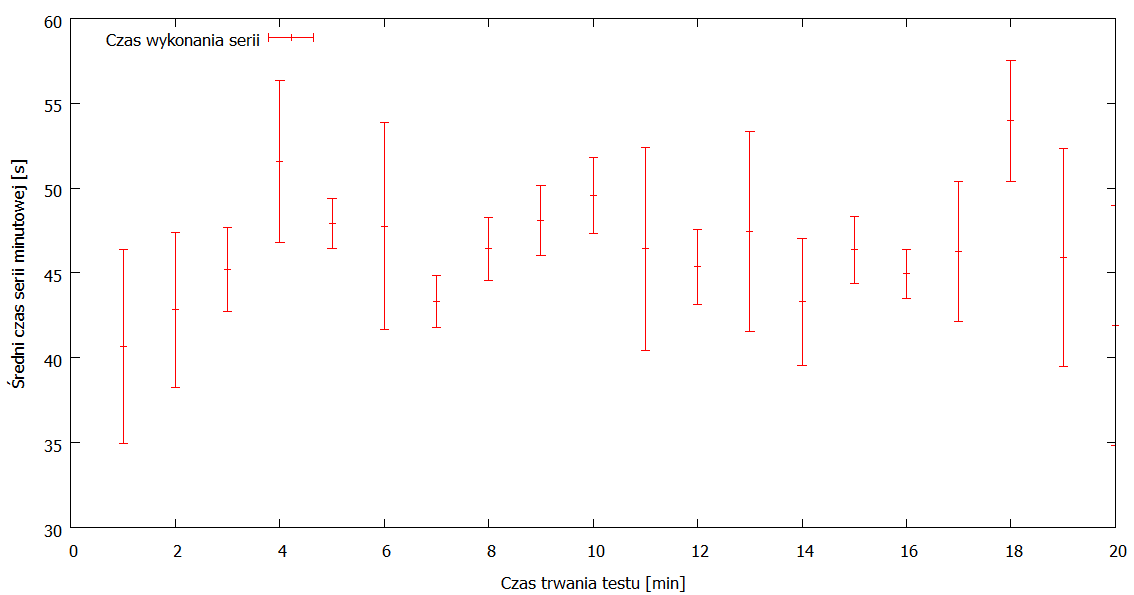 60
Czas wykonania serii
55
50
45
40
35
30
Średni czas serii minutowej [s]
0 2 4 6 8 10 12 14 16 18 20
Czas trwania testu [min]